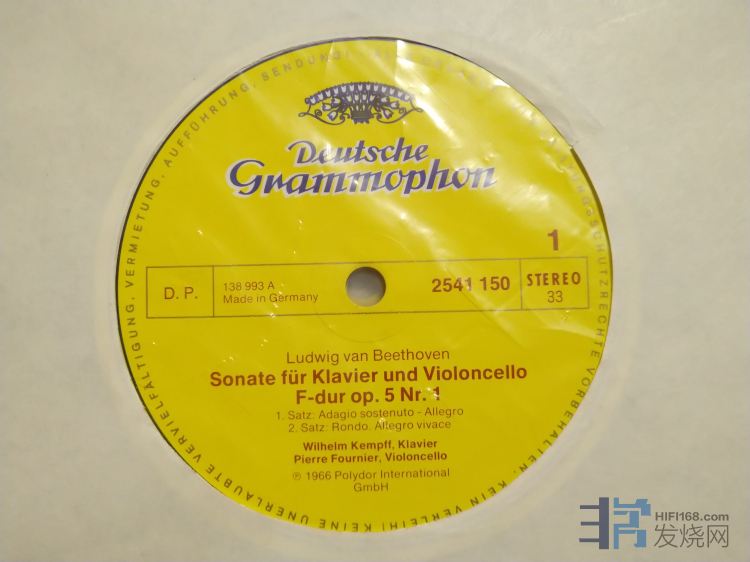 Deutsche
Grammophon
1
D. P.
138 993 A
Made in Germany
2541 150
STEREO
33
Ludwig van Beethoven
Sonate für Klavier und Violoncello
F-dur op. 5 Nr. 1
1. Satz: Adagio sostenuto - Allegro
2. Satz: Rondo. Allegro vivace
Wilhelm Kempff, Klavier
Pierre Fournier, Violoncello
℗ 1966 Polydor International
GmbH
VORBEHALTEN. KEIN VERLEIH! KEINE UNERLAUBTE VERVIELFÄLTIGUNG, VERMIETUNG, AUFFÜHRUNG, SENDUNG!
HIFI168.com
发烧网